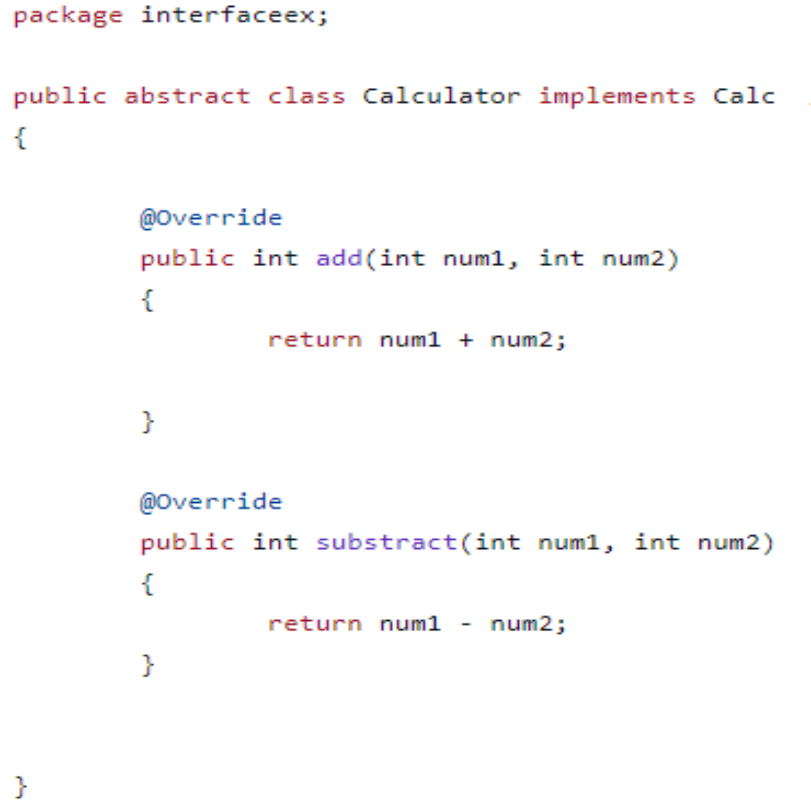 package interfaceex;
public abstract class Calculator implements Calc
{
@Override
public int add(int num1, int num2)
{
return num1 + num2;
}
@Override
public int substract(int num1, int num2)
{
return num1 - num2;
}
}